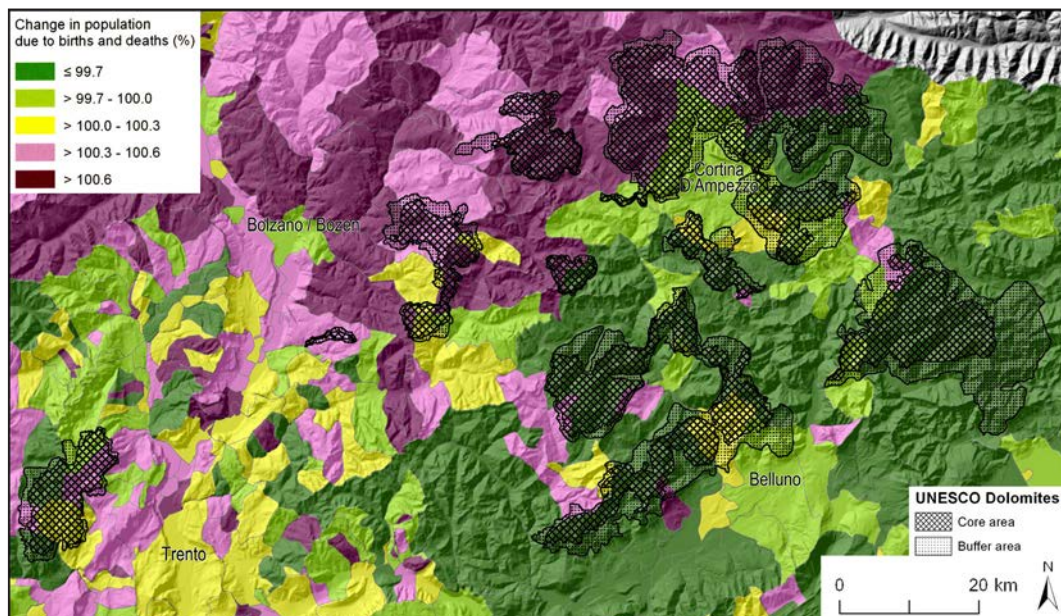 Change in population
due to births and deaths (%)
≤ 99.7
> 99.7 - 100.0
> 100.0 - 100.3
> 100.3 - 100.6
> 100.6
Cortina
D'Ampezzo
Bolzano / Bozen
Belluno
Trento
UNESCO Dolomites
Core area
Buffer area
N
0 20 km